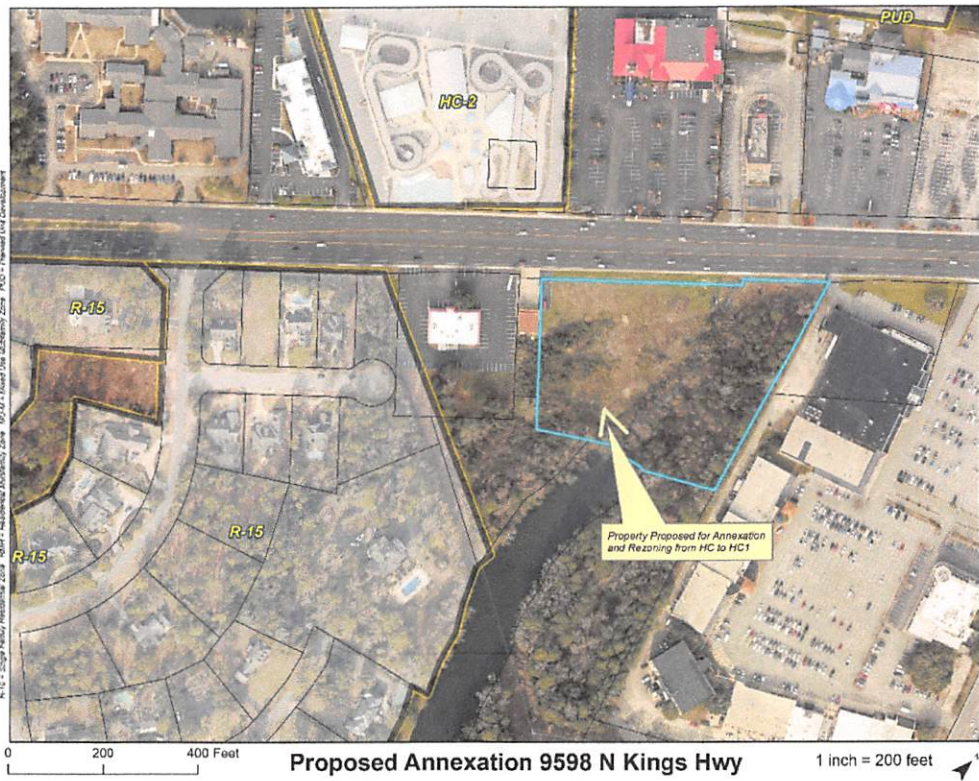 PUD
HC-2
R-15
R-15
R-15
Property Proposed for Annexation
and Rezoning from HC to HC1
0 200 400 Feet
Proposed Annexation 9598 N Kings Hwy
1 inch = 200 feet